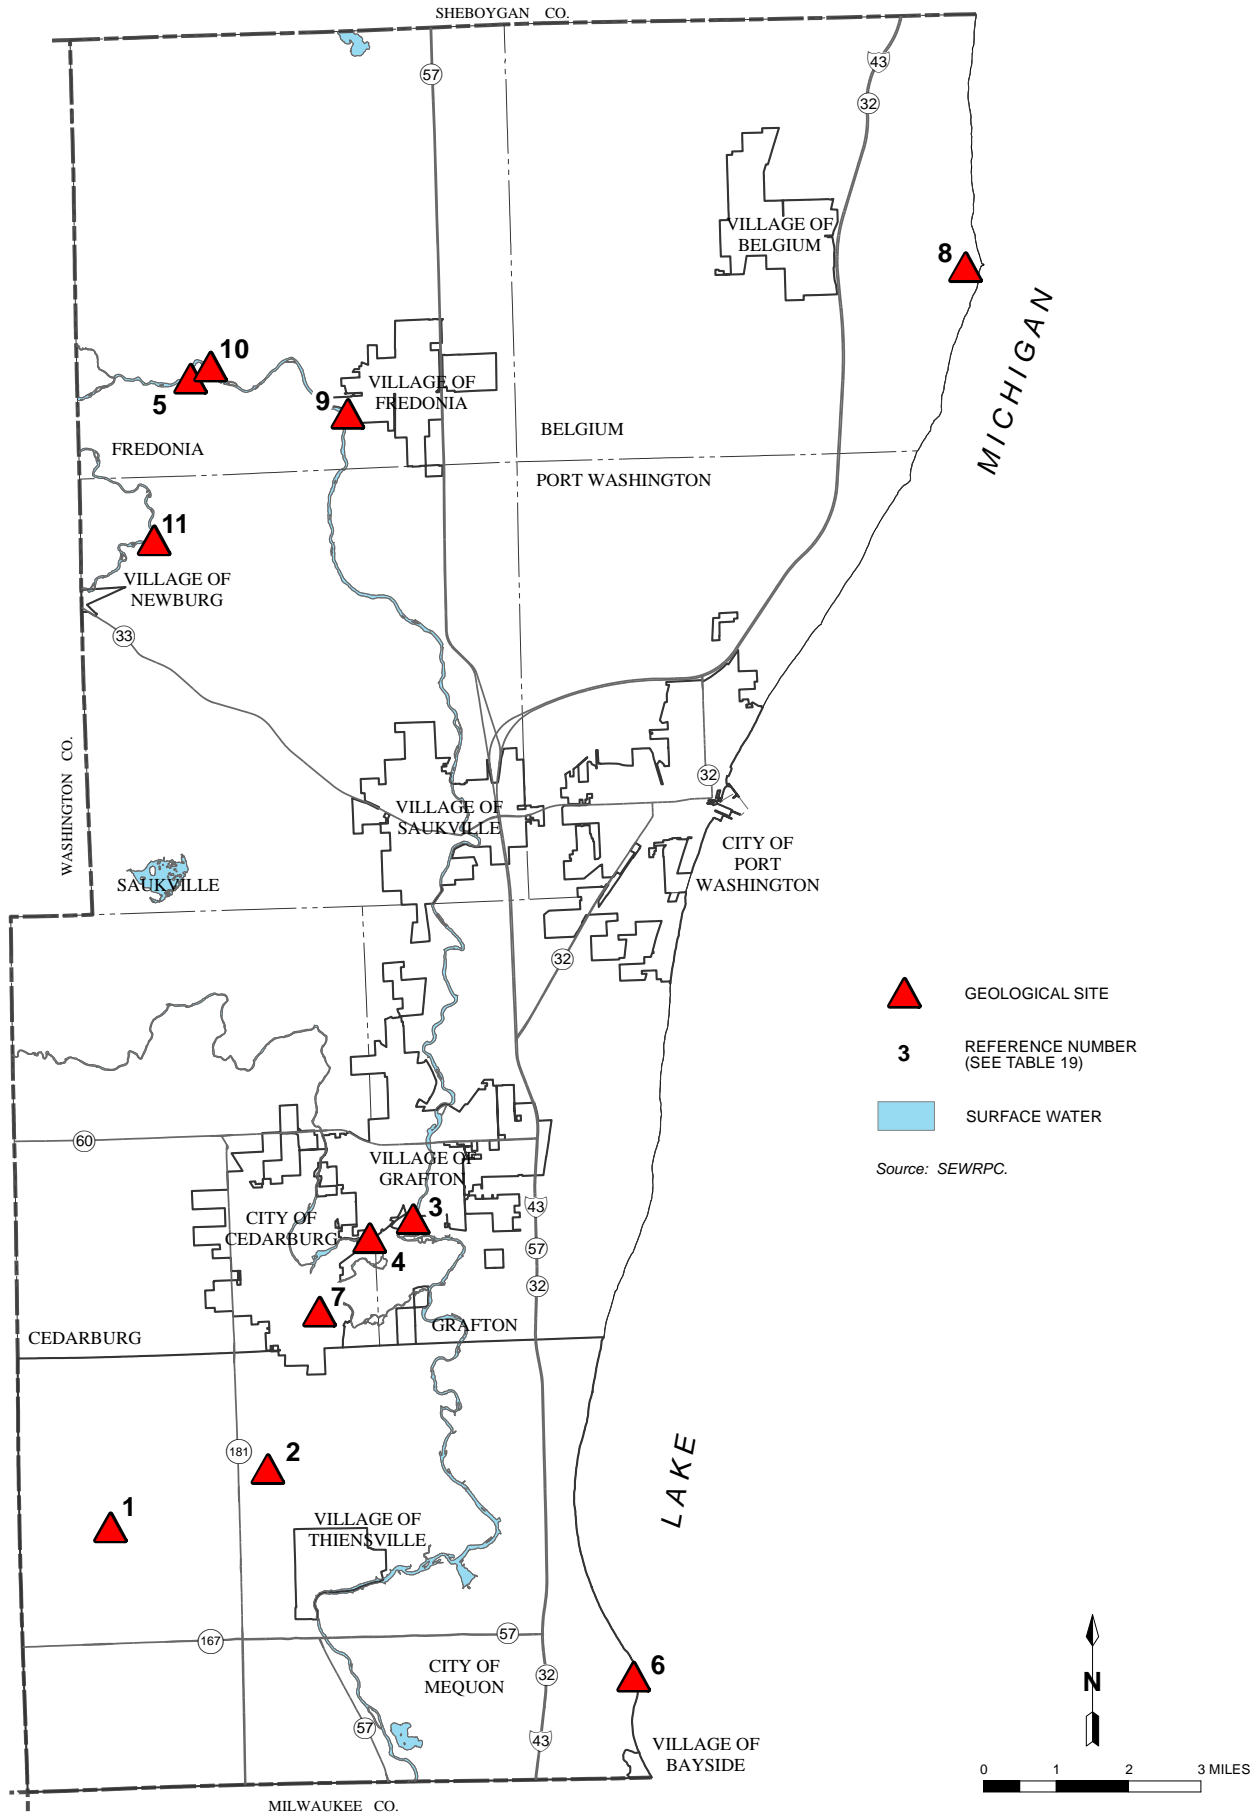 SHEBOYGAN CO.
57
43
32
VILLAGE OF
BELGIUM
8
MICHIGAN
10
5
9
VILLAGE OF
FREDONIA
FREDONIA
BELGIUM
PORT WASHINGTON
11
VILLAGE OF
NEWBURG
33
WASHINGTON CO.
32
VILLAGE OF
SAUKVILLE
CITY OF
PORT
WASHINGTON
SAUKVILLE
32
GEOLOGICAL SITE
3
REFERENCE NUMBER
(SEE TABLE 19)
SURFACE WATER
Source: SEWRPC.
60
VILLAGE OF
GRAFTON
43
3
CITY OF
CEDARBURG
4
57
32
7
GRAFTON
CEDARBURG
LAKE
181
2
1
VILLAGE OF
THIENSVILLE
167
57
6
CITY OF
MEQUON
32
57
43
VILLAGE OF
BAYSIDE
N
0 1 2 3 MILES
MILWAUKEE CO.